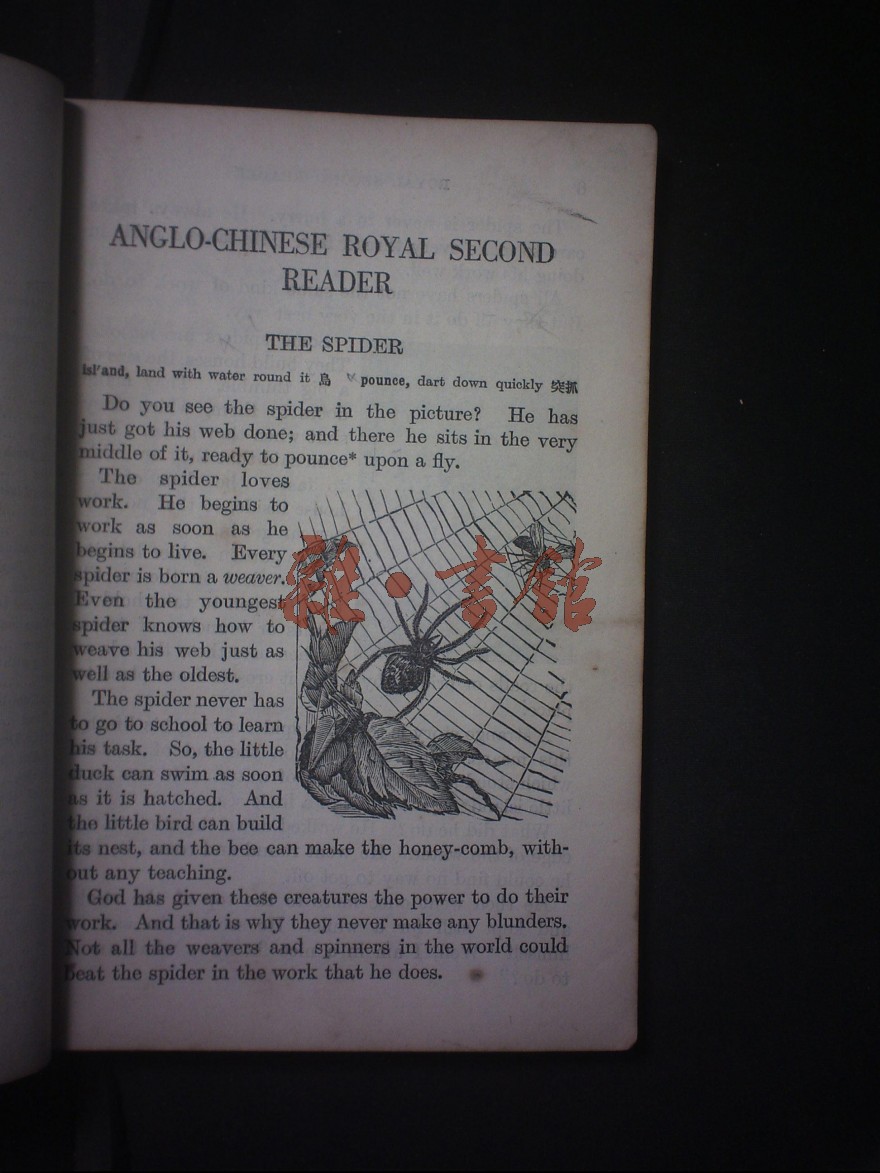 ANGLO-CHINESE ROYAL SECOND
READER
THE SPIDER
isl'and, land with water round it 島 pounce, dart down quickly 突抓
Do you see the spider in the picture? He has
just got his web done; and there he sits in the very
middle of it, ready to pounce* upon a fly.
The spider loves
work. He begins to
work as soon as he
begins to live. Every
spider is born a weaver.
Even the youngest
spider knows how to
weave his web just as
well as the oldest.
The spider never has
to go to school to learn
his task. So, the little
duck can swim as soon
as it is hatched. And
the little bird can build
its nest, and the bee can make the honey-comb, with-
out any teaching.
God has given these creatures the power to do their
work. And that is why they never make any blunders.
Not all the weavers and spinners in the world could
beat the spider in the work that he does.
雜·書館